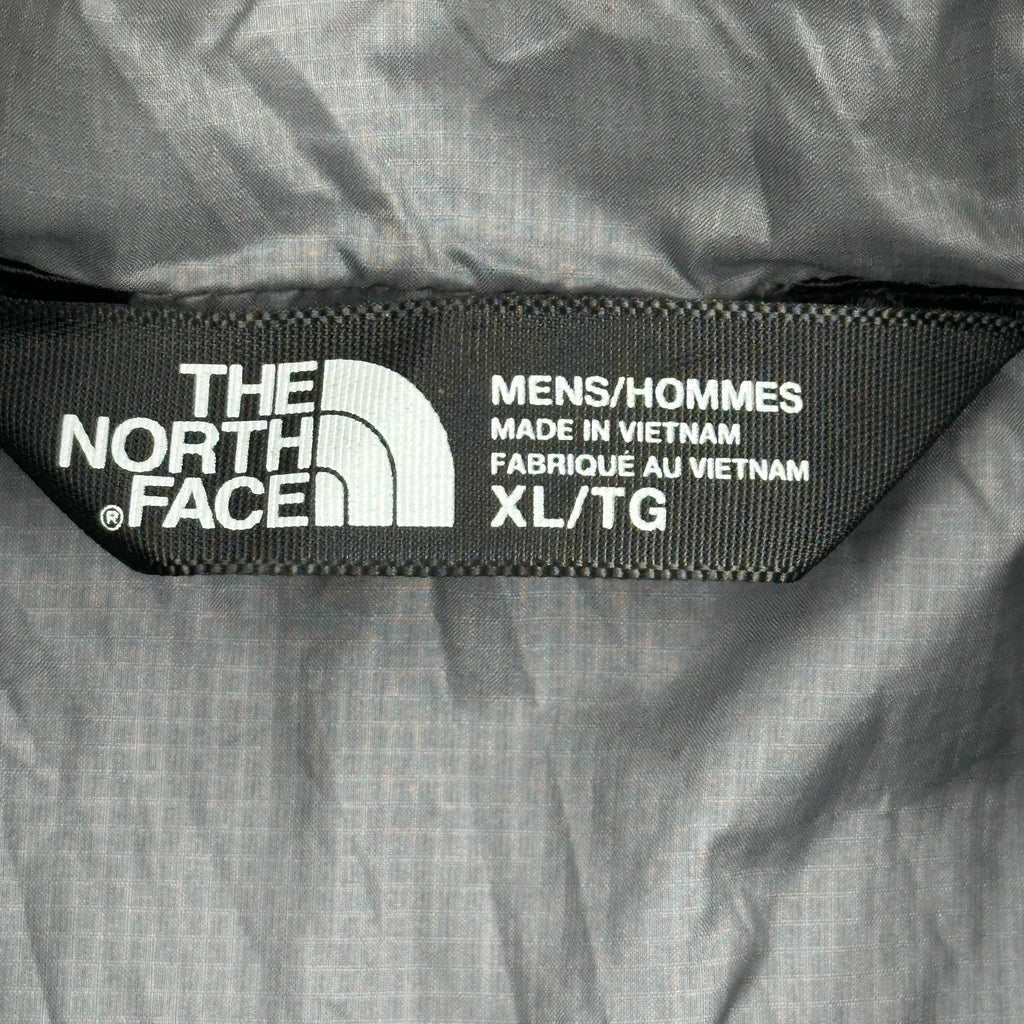 THE
NORTH
®FACE
MENS/HOMMES
MADE IN VIETNAM
FABRIQUÉ AU VIETNAM
XL/TG